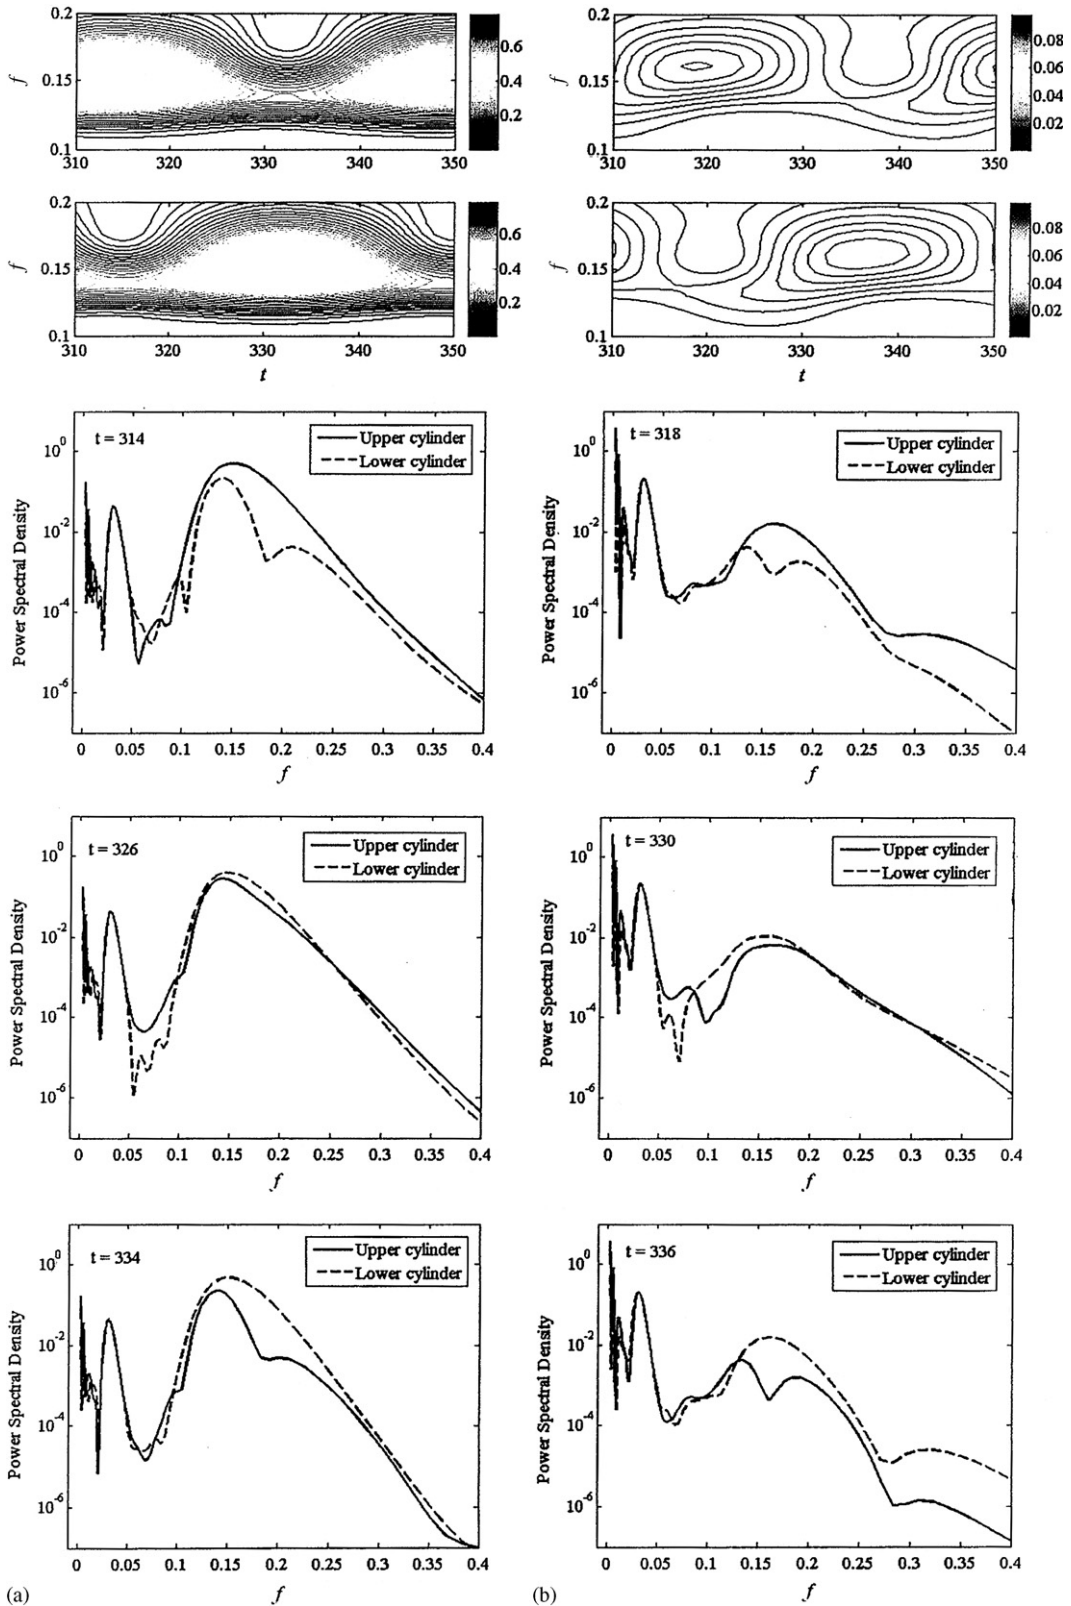 0.2
f 0.15
0.1
310 320 330 340 350
0.6
0.4
0.2
0.2
f 0.15
0.1
310 320 330 340 350
0.08
0.06
0.04
0.02
0.2
f 0.15
0.1
310 320 330 340 350
t
0.6
0.4
0.2
0.2
f 0.15
0.1
310 320 330 340 350
t
0.08
0.06
0.04
0.02
t = 314
Upper cylinder
Lower cylinder
Power Spectral Density
10^0
10^-2
10^-4
10^-6
0 0.05 0.1 0.15 0.2 0.25 0.3 0.35 0.4
f
t = 318
Upper cylinder
Lower cylinder
Power Spectral Density
10^0
10^-2
10^-4
10^-6
0 0.05 0.1 0.15 0.2 0.25 0.3 0.35 0.4
f
t = 326
Upper cylinder
Lower cylinder
Power Spectral Density
10^0
10^-2
10^-4
10^-6
0 0.05 0.1 0.15 0.2 0.25 0.3 0.35 0.4
f
t = 330
Upper cylinder
Lower cylinder
Power Spectral Density
10^0
10^-2
10^-4
10^-6
0 0.05 0.1 0.15 0.2 0.25 0.3 0.35 0.4
f
t = 334
Upper cylinder
Lower cylinder
Power Spectral Density
10^0
10^-2
10^-4
10^-6
0 0.05 0.1 0.15 0.2 0.25 0.3 0.35 0.4
f
(a)
t = 336
Upper cylinder
Lower cylinder
Power Spectral Density
10^0
10^-2
10^-4
10^-6
0 0.05 0.1 0.15 0.2 0.25 0.3 0.35 0.4
f
(b)